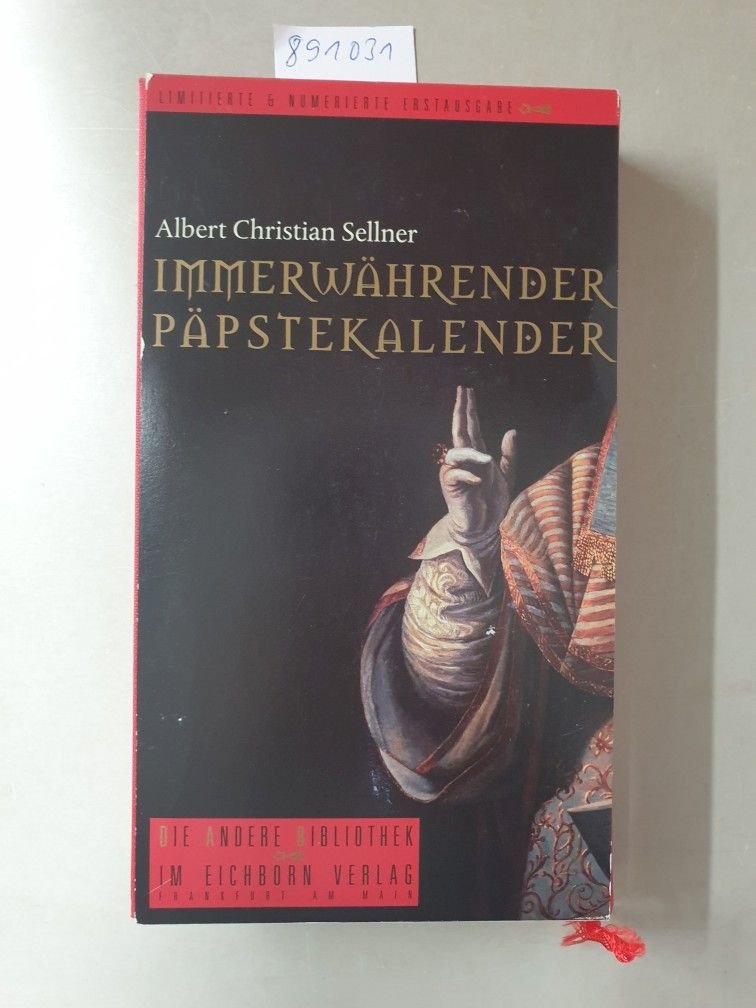 891031
LIMITIERTE & NUMERIERTE ERSTAUSGABE
Albert Christian Sellner
IMMERWÄHRENDER
PÄPSTEKALENDER
DIE ANDERE BIBLIOTHEK
IM EICHBORN VERLAG
FRANKFURT AM MAIN